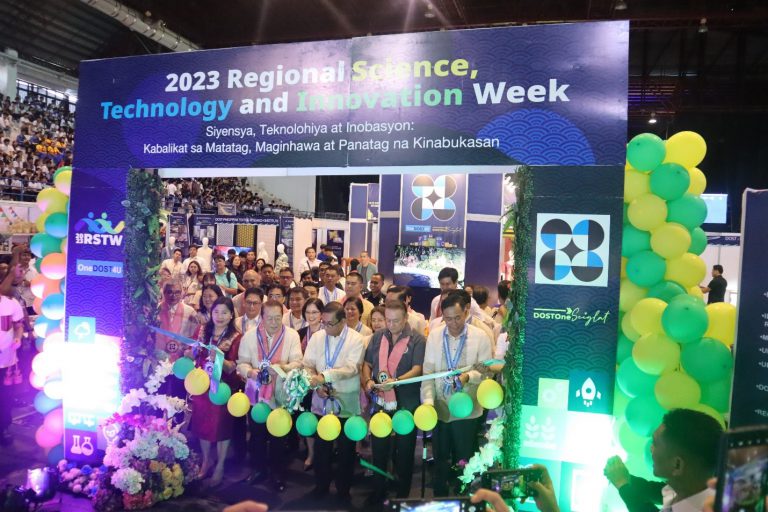 2023 Regional Science,
Technology and Innovation Week
Siyensya, Teknolohiya at Inobasyon:
Kabalikat sa Matatag, Maginhawa at Panatag na Kinabukasan
RSTW
OneDOST4U
DOSTOneSciglat